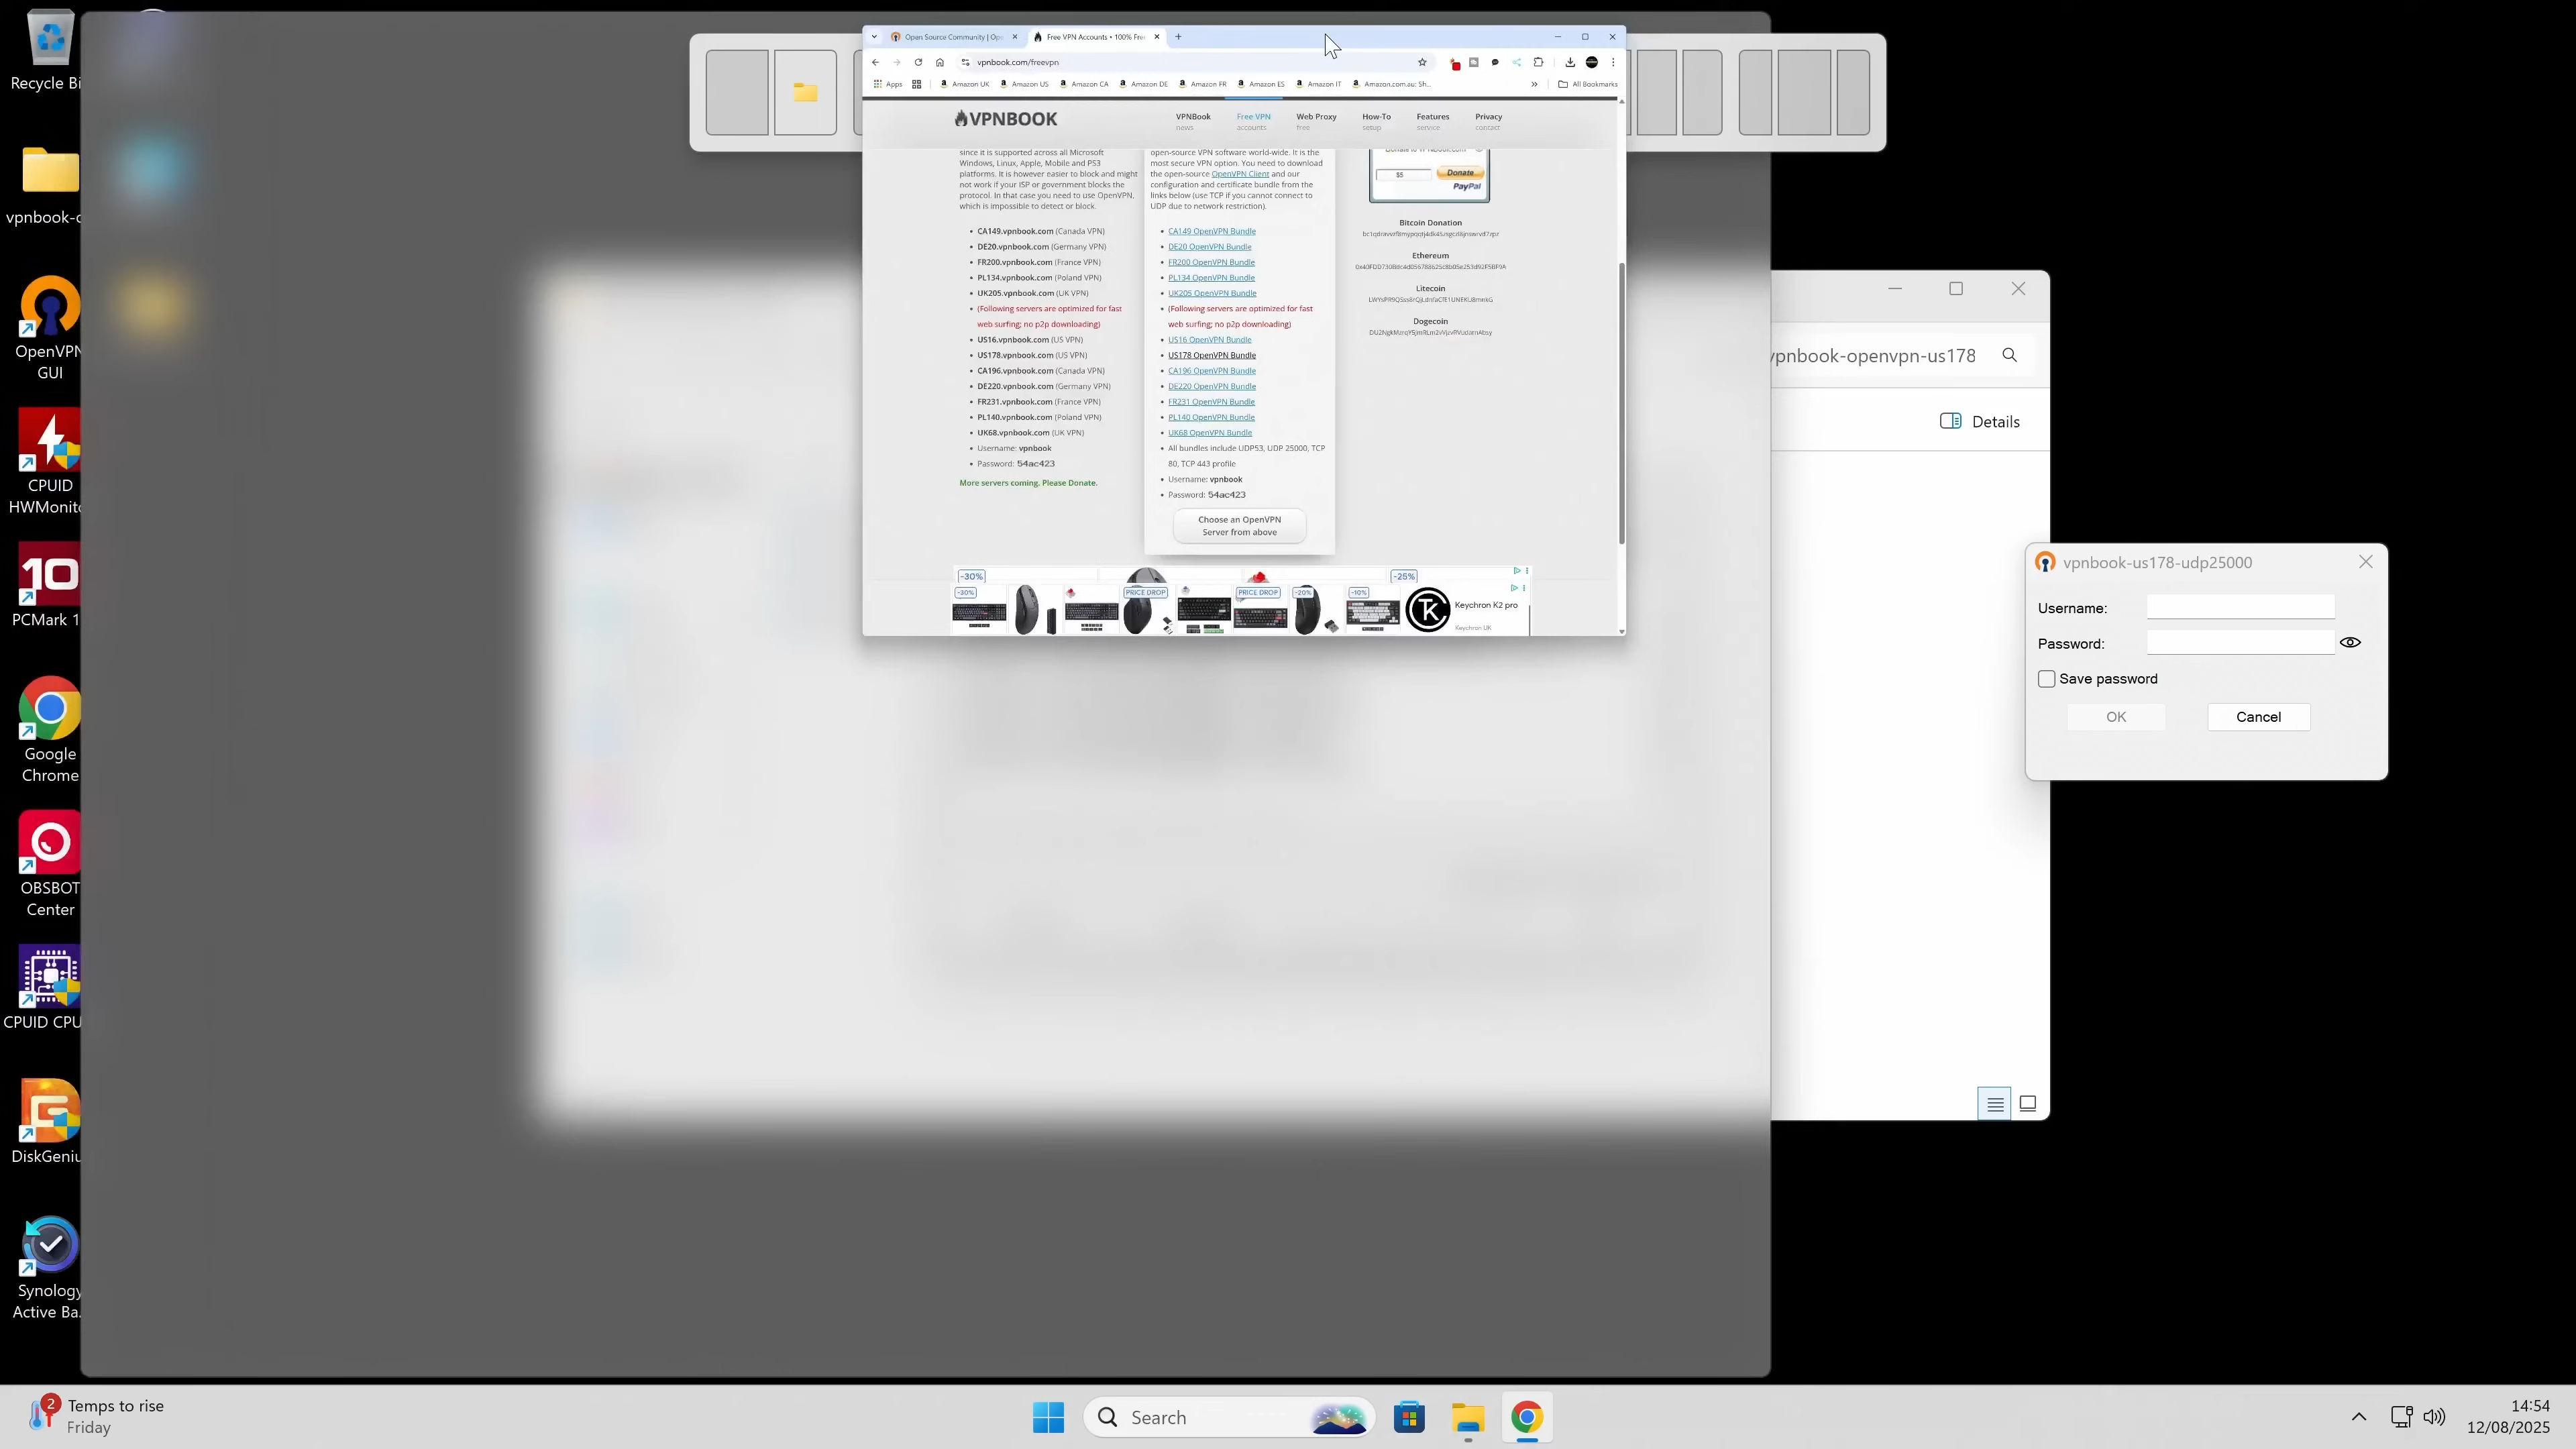 Recycle Bi
vpnbook-o
OpenVPN
GUI
CPUID
HWMonito
PCMark 1
Google
Chrome
OBSBOT
Center
CPUID CPU
DiskGeniu
Synology
Active Ba.
Open Source Community | Op
Free VPN Accounts • 100% Fre
vpnbook.com/freevpn
Apps
Amazon UK
Amazon US
Amazon CA
Amazon DE
Amazon FR
Amazon ES
Amazon IT
Amazon.com.au: Sh...
All Bookmarks
VPNBOOK
VPNBook
news
Free VPN
accounts
Web Proxy
free
How-To
setup
Features
service
Privacy
contact
since it is supported across all Microsoft
Windows, Linux, Apple, Mobile and PS3
platforms. It is however easier to block and might
not work if your ISP or government blocks the
protocol. In that case you need to use OpenVPN,
which is impossible to detect or block.
CA149.vpnbook.com (Canada VPN)
DE20.vpnbook.com (Germany VPN)
FR200.vpnbook.com (France VPN)
PL134.vpnbook.com (Poland VPN)
UK205.vpnbook.com (UK VPN)
(Following servers are optimized for fast
web surfing; no p2p downloading)
US16.vpnbook.com (US VPN)
US178.vpnbook.com (US VPN)
CA196.vpnbook.com (Canada VPN)
DE220.vpnbook.com (Germany VPN)
FR231.vpnbook.com (France VPN)
PL140.vpnbook.com (Poland VPN)
UK68.vpnbook.com (UK VPN)
Username: vpnbook
Password: 54ac423
More servers coming. Please Donate.
open-source VPN software world-wide. It is the
most secure VPN option. You need to download
the open-source OpenVPN Client and our
configuration and certificate bundle from the
links below (use TCP if you cannot connect to
UDP due to network restriction).
CA149 OpenVPN Bundle
DE20 OpenVPN Bundle
FR200 OpenVPN Bundle
PL134 OpenVPN Bundle
UK205 OpenVPN Bundle
(Following servers are optimized for fast
web surfing; no p2p downloading)
US16 OpenVPN Bundle
US178 OpenVPN Bundle
CA196 OpenVPN Bundle
DE220 OpenVPN Bundle
FR231 OpenVPN Bundle
PL140 OpenVPN Bundle
UK68 OpenVPN Bundle
All bundles include UDP53, UDP 25000, TCP
80, TCP 443 profile
Username: vpnbook
Password: 54ac423
Choose an OpenVPN
Server from above
$5
Donate
PayPal
Bitcoin Donation
Ethereum
Litecoin
Dogecoin
-30%
-25%
-30%
PRICE DROP
PRICE DROP
-20%
-10%
Keychron K2 pro
Keychron UK
vpnbook-openvpn-us178
Details
vpnbook-us178-udp25000
Username:
Password:
Save password
OK
Cancel
2
Temps to rise
Friday
Search
14:54
12/08/2025